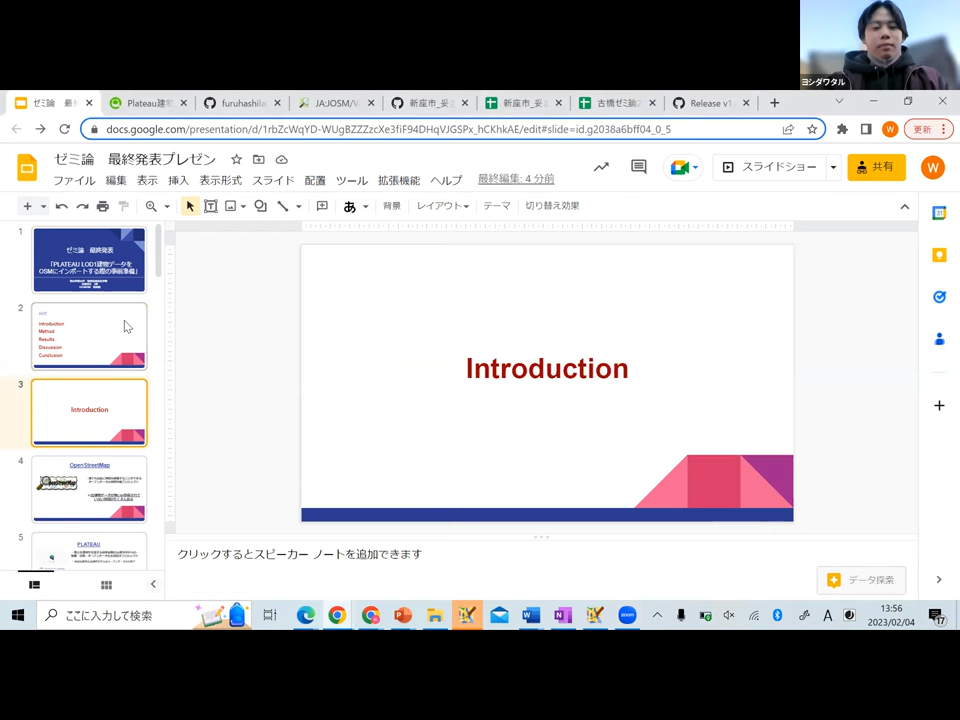 ヨシダワタル
ゼミ論 最
Plateau建物
furuhashilab
JA:JOSM/
新座市_妥
新座市_妥
古橋ゼミ論2
Release v1.
docs.google.com/presentation/d/1rbZcWqYD-WUgBZZZzcXe3fiF94DHqVJGSPx_hCKhkAE/edit#slide=id.g2038a6bff04_0_5
更新
ゼミ論 最終発表プレゼン
スライドショー
共有
W
ファイル 編集 表示 挿入 表示形式 スライド 配置 ツール 拡張機能 ヘルプ 最終編集: 4 分前
あ 背景 レイアウト テーマ 切り替え効果
1
ゼミ論 最終発表
「PLATEAU LOD1建物データを
OSMにインポートする際の事前準備」
2
Introduction
Method
Results
Discussion
Conclusion
3
Introduction
4
OpenStreetMap
5
PLATEAU
Introduction
クリックするとスピーカー ノートを追加できます
データ探索
ここに入力して検索
A
13:56
2023/02/04
17